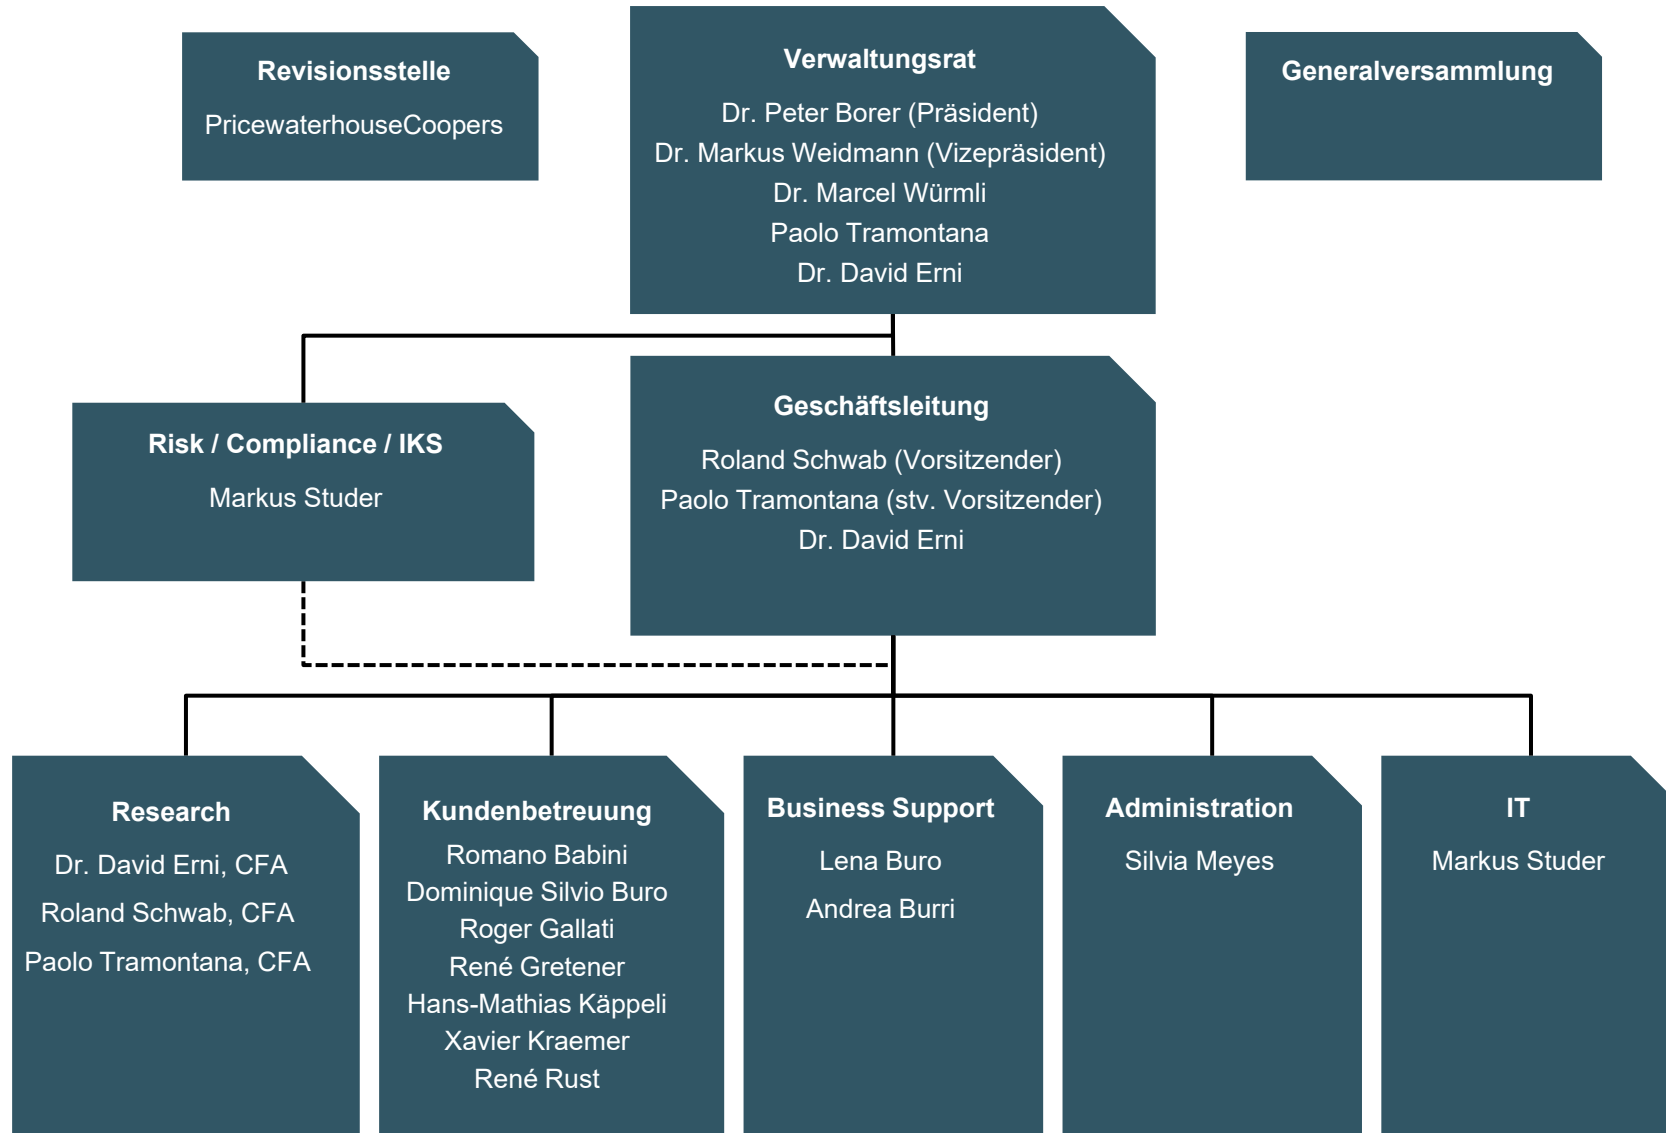 Revisionsstelle
PricewaterhouseCoopers
Verwaltungsrat
Dr. Peter Borer (Präsident)
Dr. Markus Weidmann (Vizepräsident)
Dr. Marcel Würmli
Paolo Tramontana
Dr. David Erni
Generalversammlung
Risk / Compliance / IKS
Markus Studer
Geschäftsleitung
Roland Schwab (Vorsitzender)
Paolo Tramontana (stv. Vorsitzender)
Dr. David Erni
Research
Dr. David Erni, CFA
Roland Schwab, CFA
Paolo Tramontana, CFA
Kundenbetreuung
Romano Babini
Dominique Silvio Buro
Roger Gallati
René Gretener
Hans-Mathias Käppeli
Xavier Kraemer
René Rust
Business Support
Lena Buro
Andrea Burri
Administration
Silvia Meyes
IT
Markus Studer